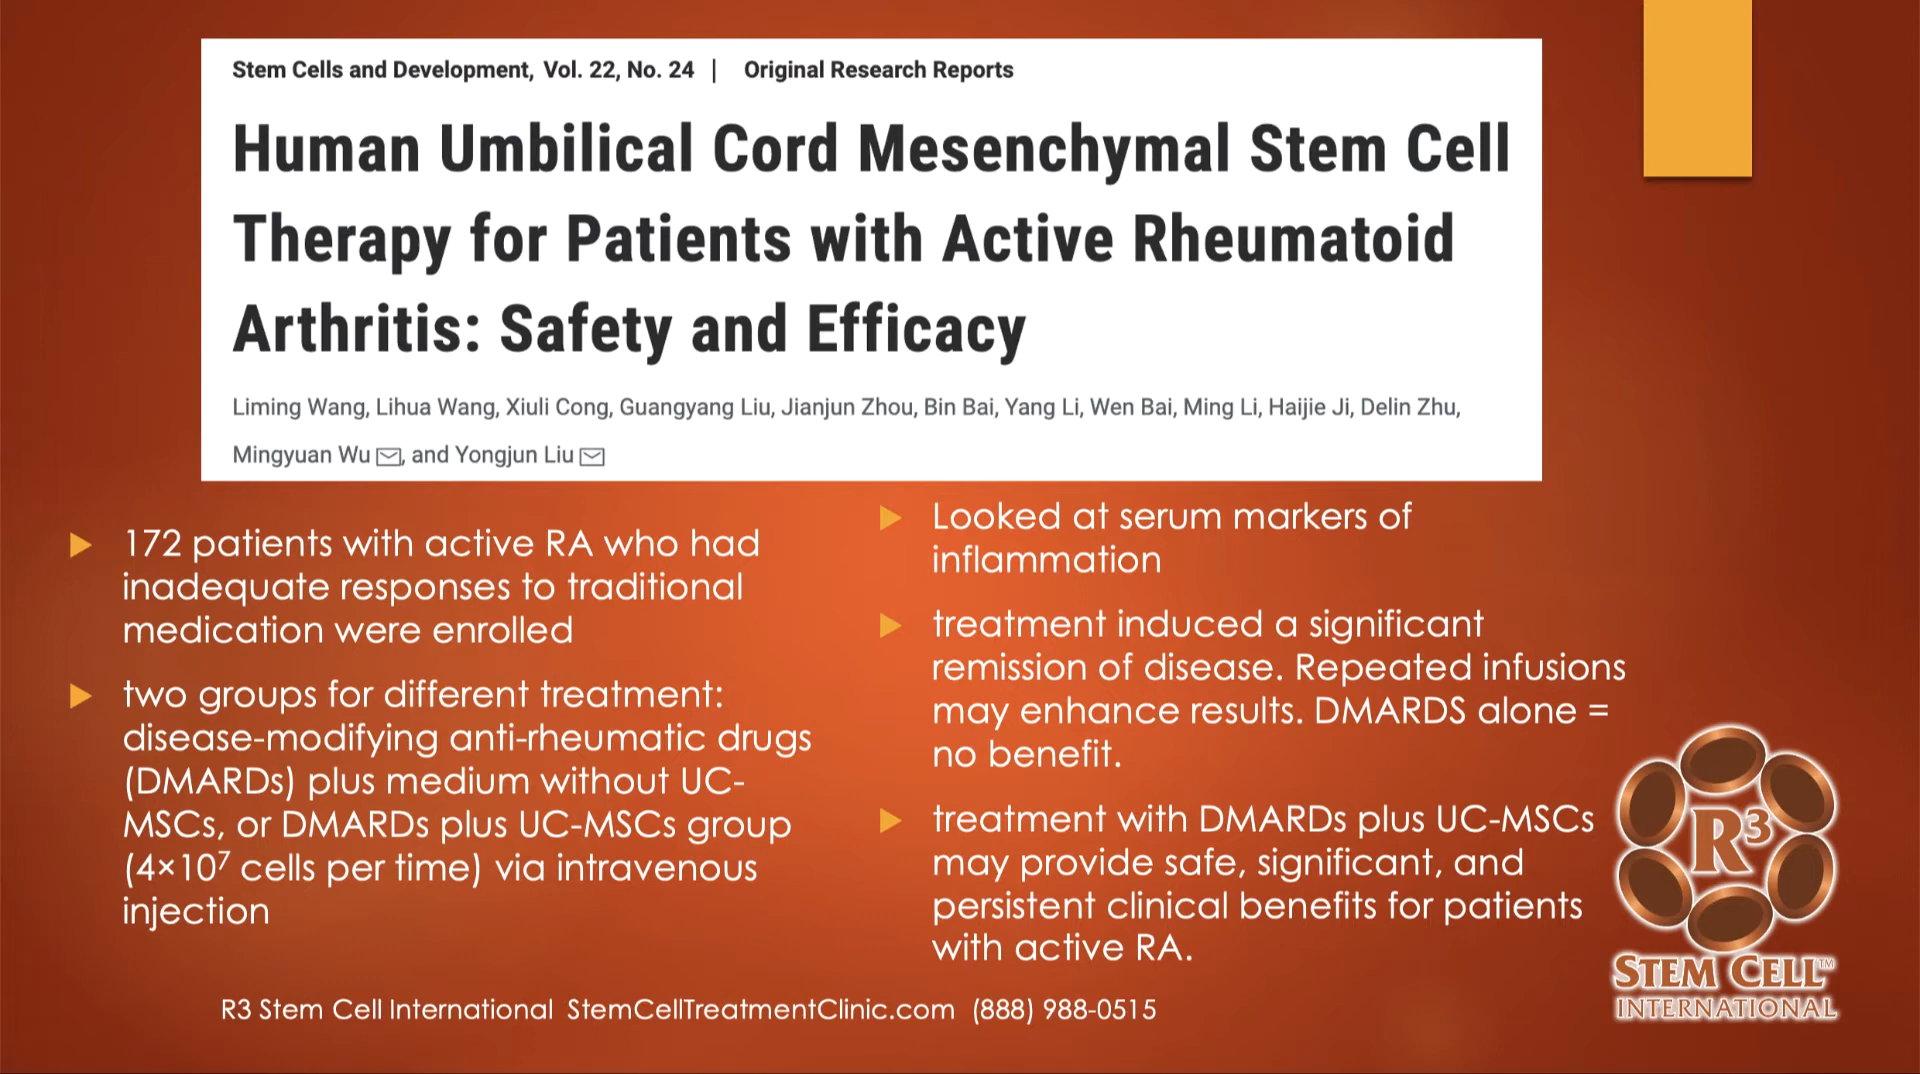 Stem Cells and Development, Vol. 22, No. 24 | Original Research Reports
Human Umbilical Cord Mesenchymal Stem Cell
Therapy for Patients with Active Rheumatoid
Arthritis: Safety and Efficacy
Liming Wang, Lihua Wang, Xiuli Cong, Guangyang Liu, Jianjun Zhou, Bin Bai, Yang Li, Wen Bai, Ming Li, Haijie Ji, Delin Zhu,
Mingyuan Wu, and Yongjun Liu
▶ 172 patients with active RA who had
inadequate responses to traditional
medication were enrolled
▶ two groups for different treatment:
disease-modifying anti-rheumatic drugs
(DMARDs) plus medium without UC-
MSCs, or DMARDs plus UC-MSCs group
(4×10⁷ cells per time) via intravenous
injection
▶ Looked at serum markers of
inflammation
▶ treatment induced a significant
remission of disease. Repeated infusions
may enhance results. DMARDS alone =
no benefit.
▶ treatment with DMARDs plus UC-MSCs
may provide safe, significant, and
persistent clinical benefits for patients
with active RA.
R³
STEM CELL™
INTERNATIONAL
R3 Stem Cell International StemCellTreatmentClinic.com (888) 988-0515